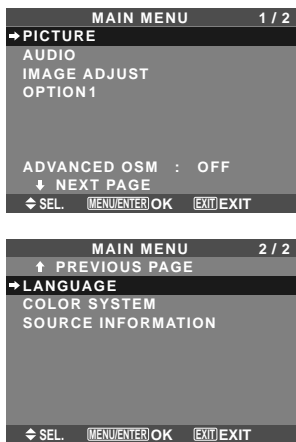 MAIN MENU 1 / 2
PICTURE
AUDIO
IMAGE ADJUST
OPTION1
ADVANCED OSM : OFF
NEXT PAGE
SEL. MENU/ENTER OK EXIT EXIT
MAIN MENU 2 / 2
PREVIOUS PAGE
LANGUAGE
COLOR SYSTEM
SOURCE INFORMATION
SEL. MENU/ENTER OK EXIT EXIT